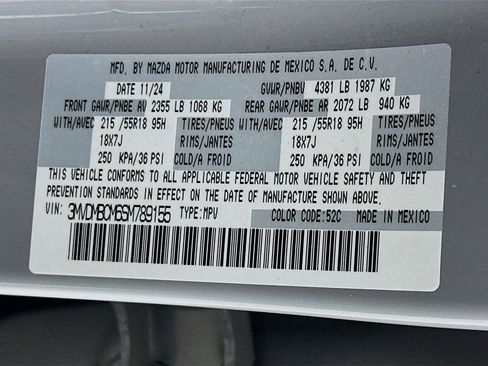 MFD. BY MAZDA MOTOR MANUFACTURING DE MEXICO S.A. DE C.V.
DATE 11/24 GVWR/PNBV 4381 LB 1987 KG
FRONT GAWR/PNBE AV 2355 LB 1068 KG REAR GAWR/PNBE AR 2072 LB 940 KG
WITH/AVEC 215 /55R18 95H TIRES/PNEUS WITH/AVEC 215 /55R18 95H TIRES/PNEUS
18X7J RIMS/JANTES 18X7J RIMS/JANTES
250 KPA/36 PSI COLD/A FROID 250 KPA/36 PSI COLD/A FROID
THIS VEHICLE CONFORMS TO ALL APPLICABLE FEDERAL MOTOR VEHICLE SAFETY AND THEFT
PREVENTION STANDARDS IN EFFECT ON THE DATE OF MANUFACTURE SHOWN ABOVE.
VIN: 3MVDMBCM6SM789155 TYPE:MPV COLOR CODE:52C MADE IN MEXICO